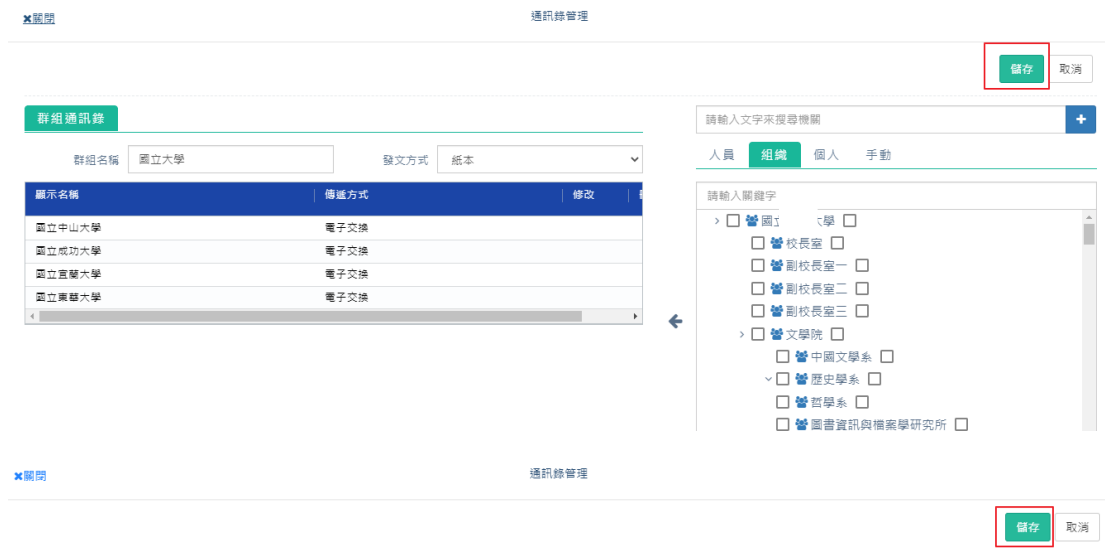 ✖關閉
通訊錄管理
儲存 取消
群組通訊錄
群組名稱 國立大學 發文方式 紙本
顯示名稱 傳遞方式 修改
國立中山大學 電子交換
國立成功大學 電子交換
國立宜蘭大學 電子交換
國立東華大學 電子交換
請輸入文字來搜尋機關 +
人員 組織 個人 手動
請輸入關鍵字
國立 大學
校長室
副校長室一
副校長室二
副校長室三
文學院
中國文學系
歷史學系
哲學系
圖書資訊與檔案學研究所
✖關閉
通訊錄管理
儲存 取消